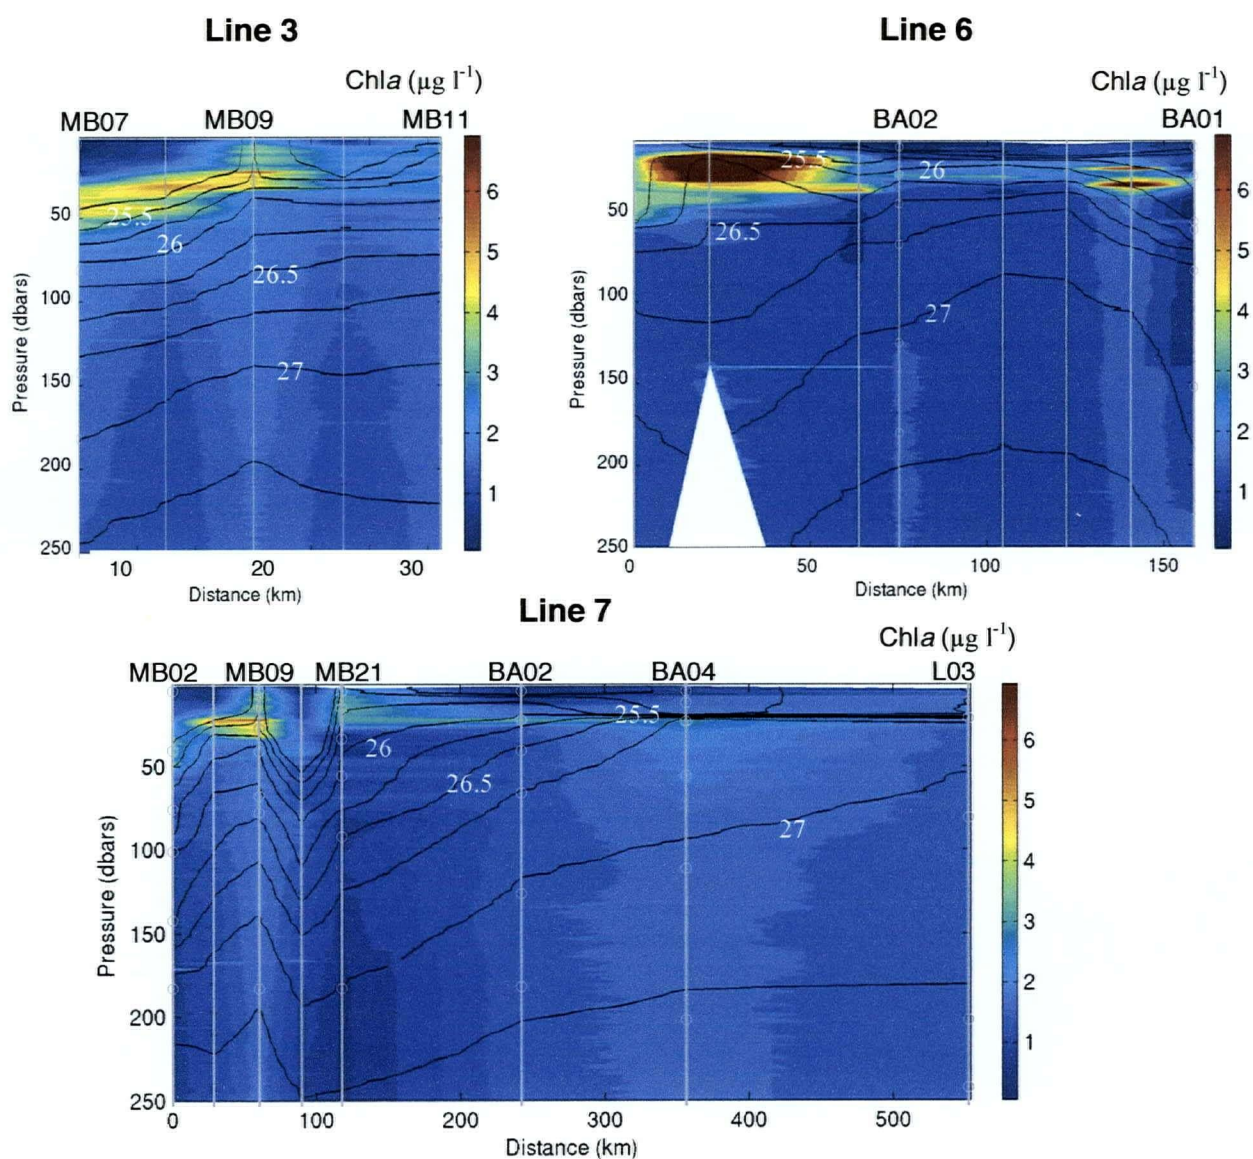 Line 3
Chla (µg l-1)
MB07 MB09 MB11
Pressure (dbars)
50
100
150
200
250
25.5
26
26.5
27
10 20 30
Distance (km)
6
5
4
3
2
1
Line 6
Chla (µg l-1)
BA02 BA01
Pressure (dbars)
50
100
150
200
250
25.5
26
26.5
27
0 50 100 150
Distance (km)
6
5
4
3
2
1
Line 7
Chla (µg l-1)
MB02 MB09 MB21 BA02 BA04 L03
Pressure (dbars)
50
100
150
200
250
25.5
26
26.5
27
0 100 200 300 400 500
Distance (km)
6
5
4
3
2
1